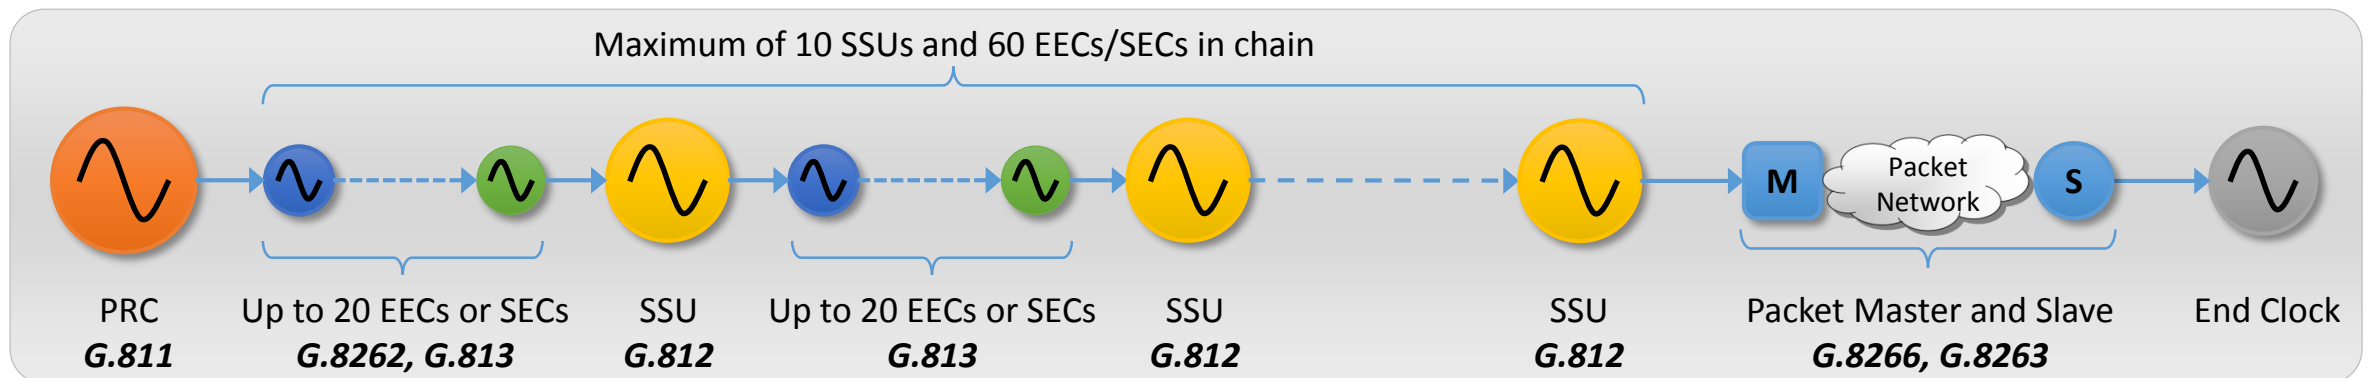 Maximum of 10 SSUs and 60 EECs/SECs in chain
M
Packet
Network
S
PRC
G.811
Up to 20 EECs or SECs
G.8262, G.813
SSU
G.812
Up to 20 EECs or SECs
G.813
SSU
G.812
SSU
G.812
Packet Master and Slave
G.8266, G.8263
End Clock